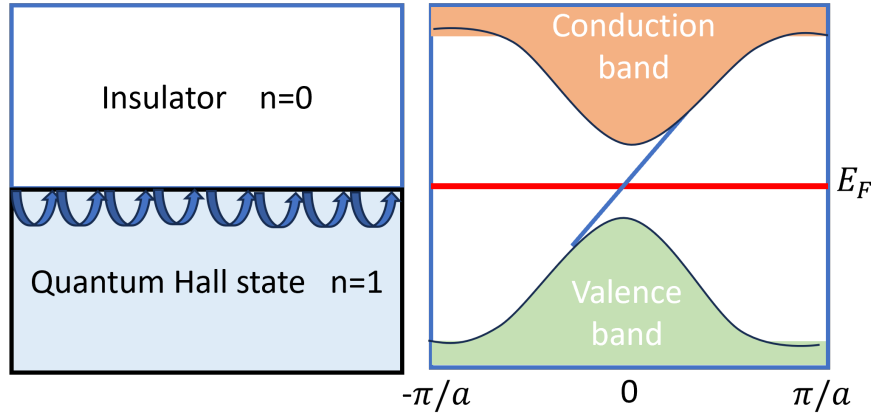 Insulator n=0
Quantum Hall state n=1
Conduction
band
E_F
Valence
band
-π/a
0
π/a